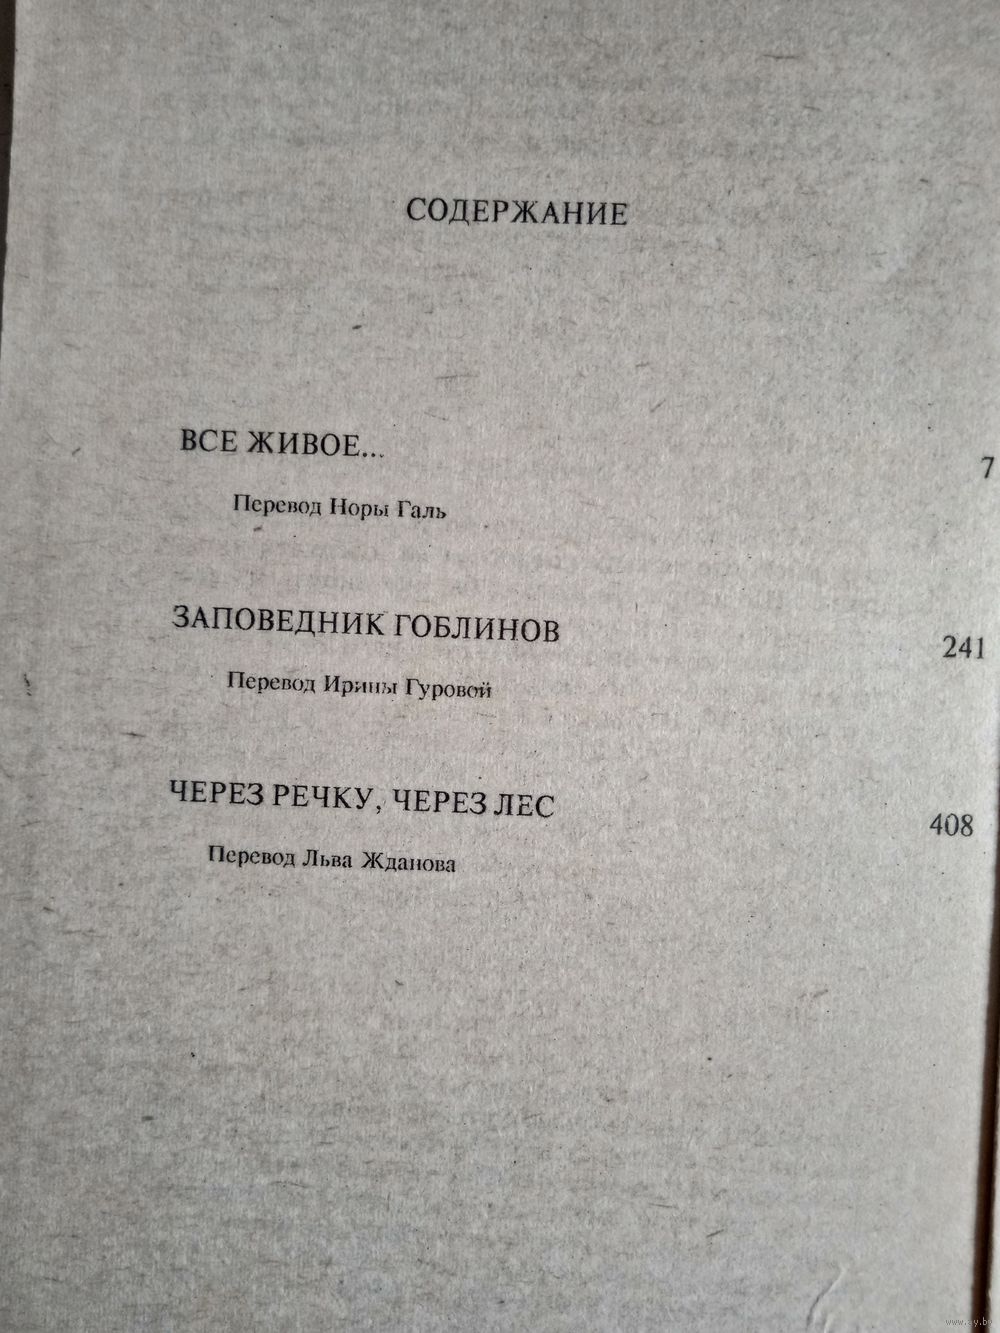 СОДЕРЖАНИЕ
ВСЕ ЖИВОЕ... 7
Перевод Норы Галь
ЗАПОВЕДНИК ГОБЛИНОВ 241
Перевод Ирины Гуровой
ЧЕРЕЗ РЕЧКУ, ЧЕРЕЗ ЛЕС 408
Перевод Льва Жданова